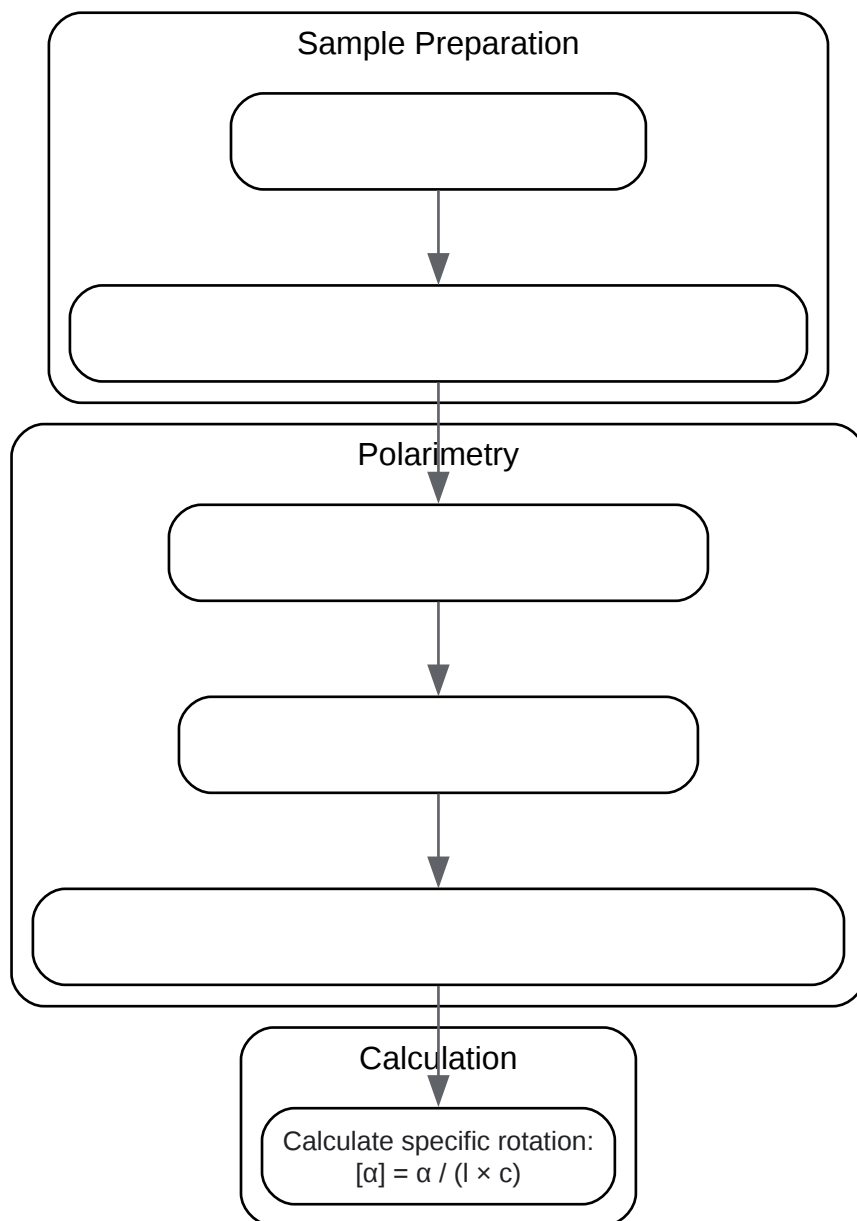 Sample Preparation
Polarimetry
Calculation
Calculate specific rotation:
[α] = α / (l × c)